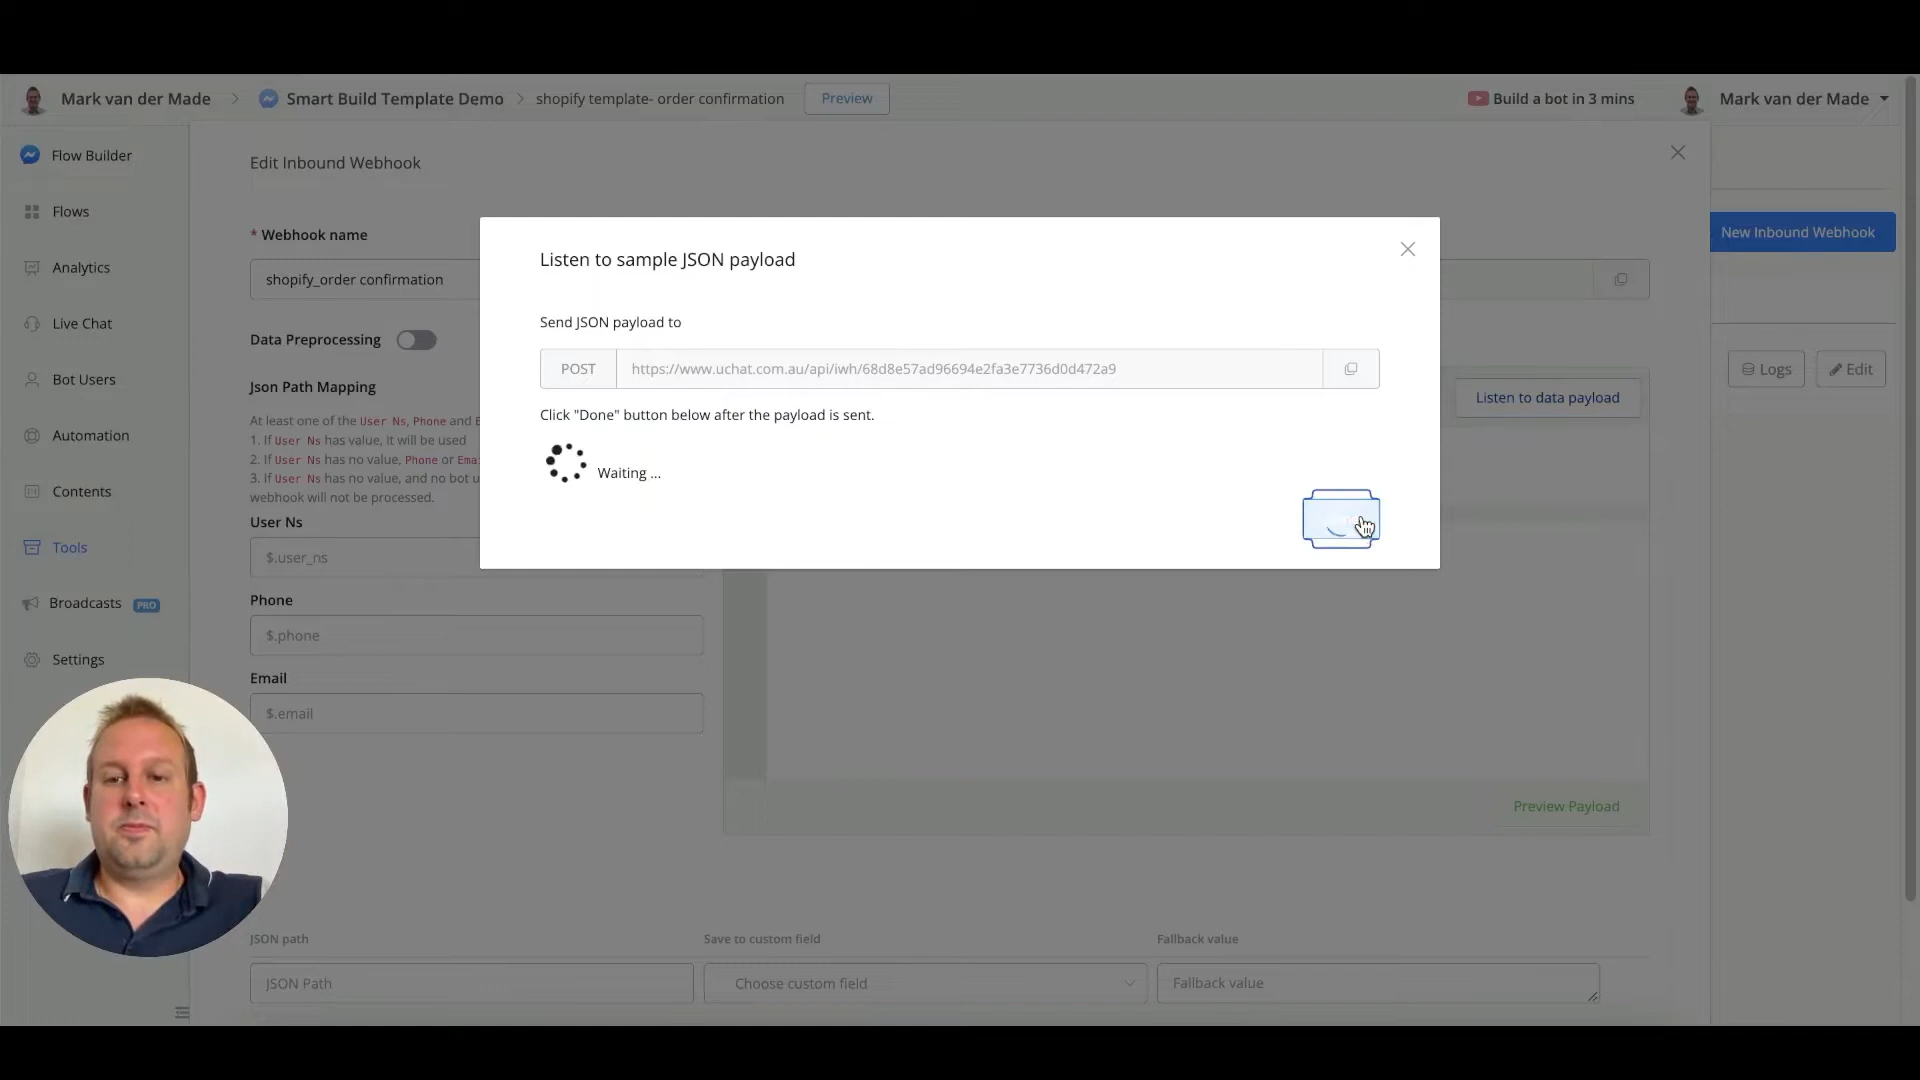 Mark van der Made
Smart Build Template Demo
shopify template- order confirmation
Preview
Build a bot in 3 mins
Mark van der Made
Flow Builder
Flows
Analytics
Live Chat
Bot Users
Automation
Contents
Tools
Broadcasts PRO
Settings
Edit Inbound Webhook
New Inbound Webhook
* Webhook name
shopify_order confirmation
Data Preprocessing
Json Path Mapping
At least one of the User Ns, Phone and
1. If User Ns has value, It will be used
2. If User Ns has no value, Phone or
3. If User Ns has no value, and no bot
webhook will not be processed.
User Ns
$.user_ns
Phone
$.phone
Email
$.email
Listen to sample JSON payload
Send JSON payload to
POST
https://www.uchat.com.au/api/iwh/68d8e57ad96694e2fa3e7736d0d472a9
Click "Done" button below after the payload is sent.
Waiting ...
Logs
Edit
Listen to data payload
Preview Payload
JSON path
Save to custom field
Fallback value
JSON Path
Choose custom field
Fallback value